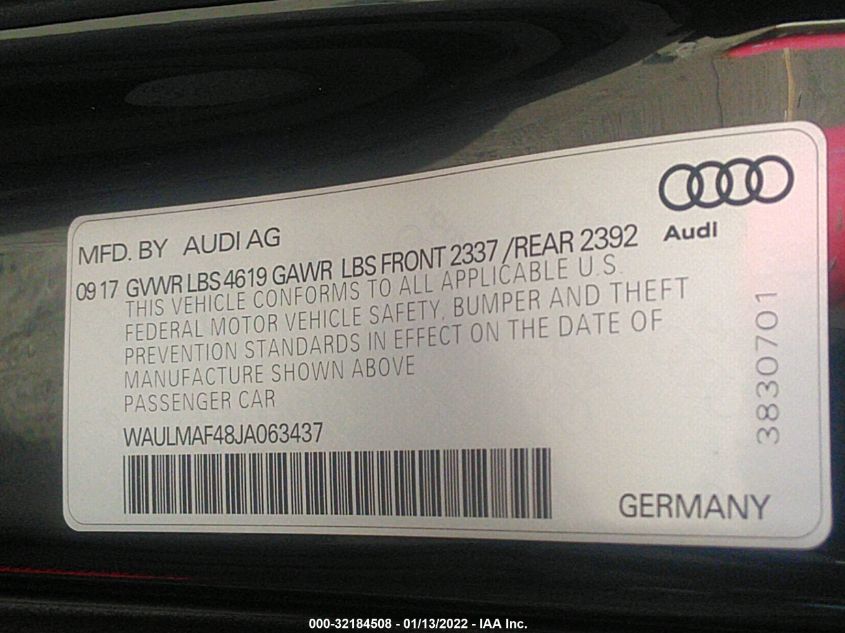 MFD. BY AUDI AG
Audi
09 17 GVWR LBS 4619 GAWR LBS FRONT 2337 /REAR 2392
THIS VEHICLE CONFORMS TO ALL APPLICABLE U.S.
FEDERAL MOTOR VEHICLE SAFETY, BUMPER AND THEFT
PREVENTION STANDARDS IN EFFECT ON THE DATE OF
MANUFACTURE SHOWN ABOVE
PASSENGER CAR
WAULMAF48JA063437
3830701
GERMANY
000-32184508 - 01/13/2022 - IAA Inc.